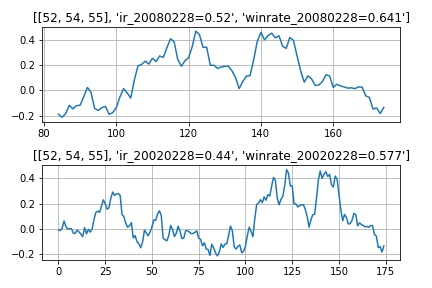 [[52, 54, 55], 'ir_20080228=0.52', 'winrate_20080228=0.641']
0.4
0.2
0.0
−0.2
80 100 120 140 160
[[52, 54, 55], 'ir_20020228=0.44', 'winrate_20020228=0.577']
0.4
0.2
0.0
−0.2
0 25 50 75 100 125 150 175